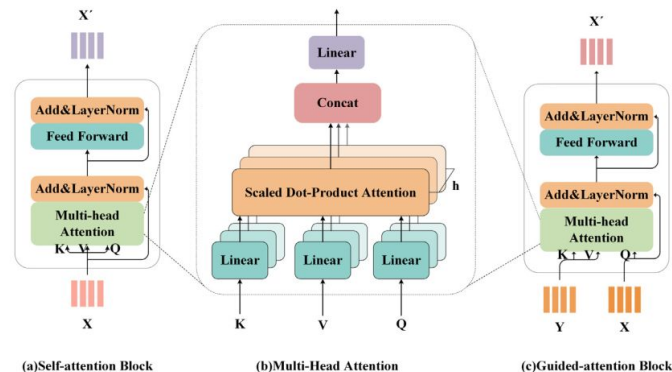 X´
Add&LayerNorm
Feed Forward
Add&LayerNorm
Multi-head
Attention
K V Q
X
(a)Self-attention Block
Linear
Concat
Scaled Dot-Product Attention
h
Linear
Linear
Linear
K
V
Q
(b)Multi-Head Attention
X´
Add&LayerNorm
Feed Forward
Add&LayerNorm
Multi-head
Attention
K V Q
Y
X
(c)Guided-attention Block